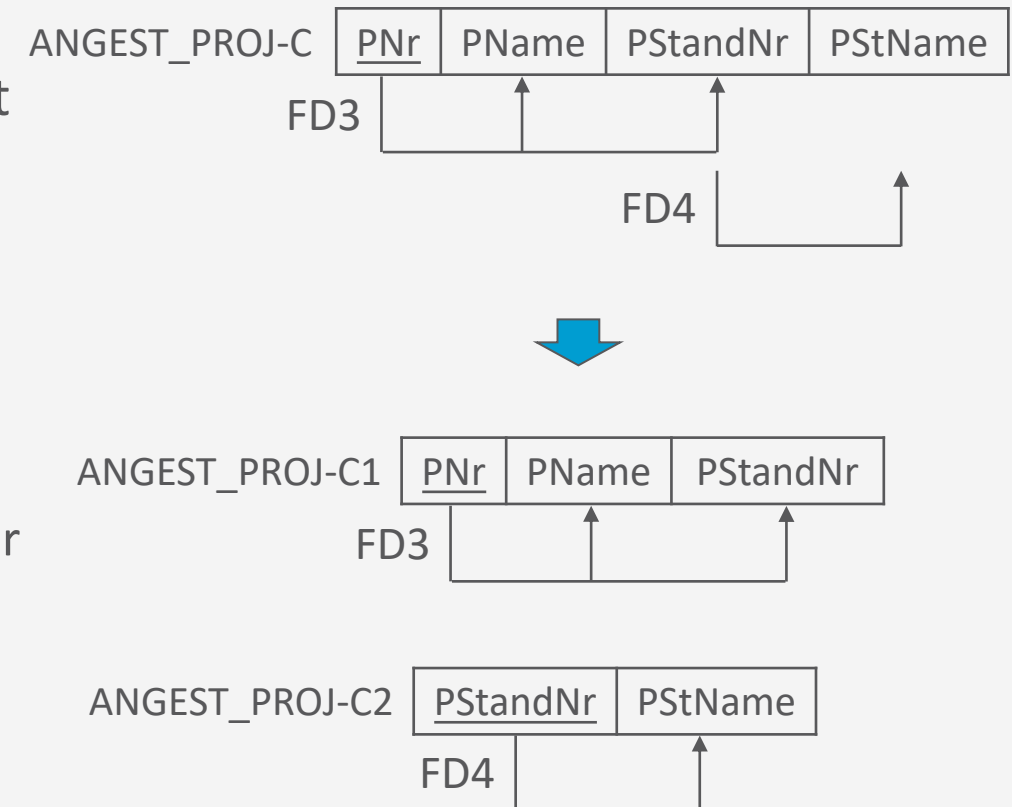 ANGEST_PROJ-C PNr PName PStandNr PStName
t
FD3
FD4
ANGEST_PROJ-C1 PNr PName PStandNr
r
FD3
ANGEST_PROJ-C2 PStandNr PStName
FD4